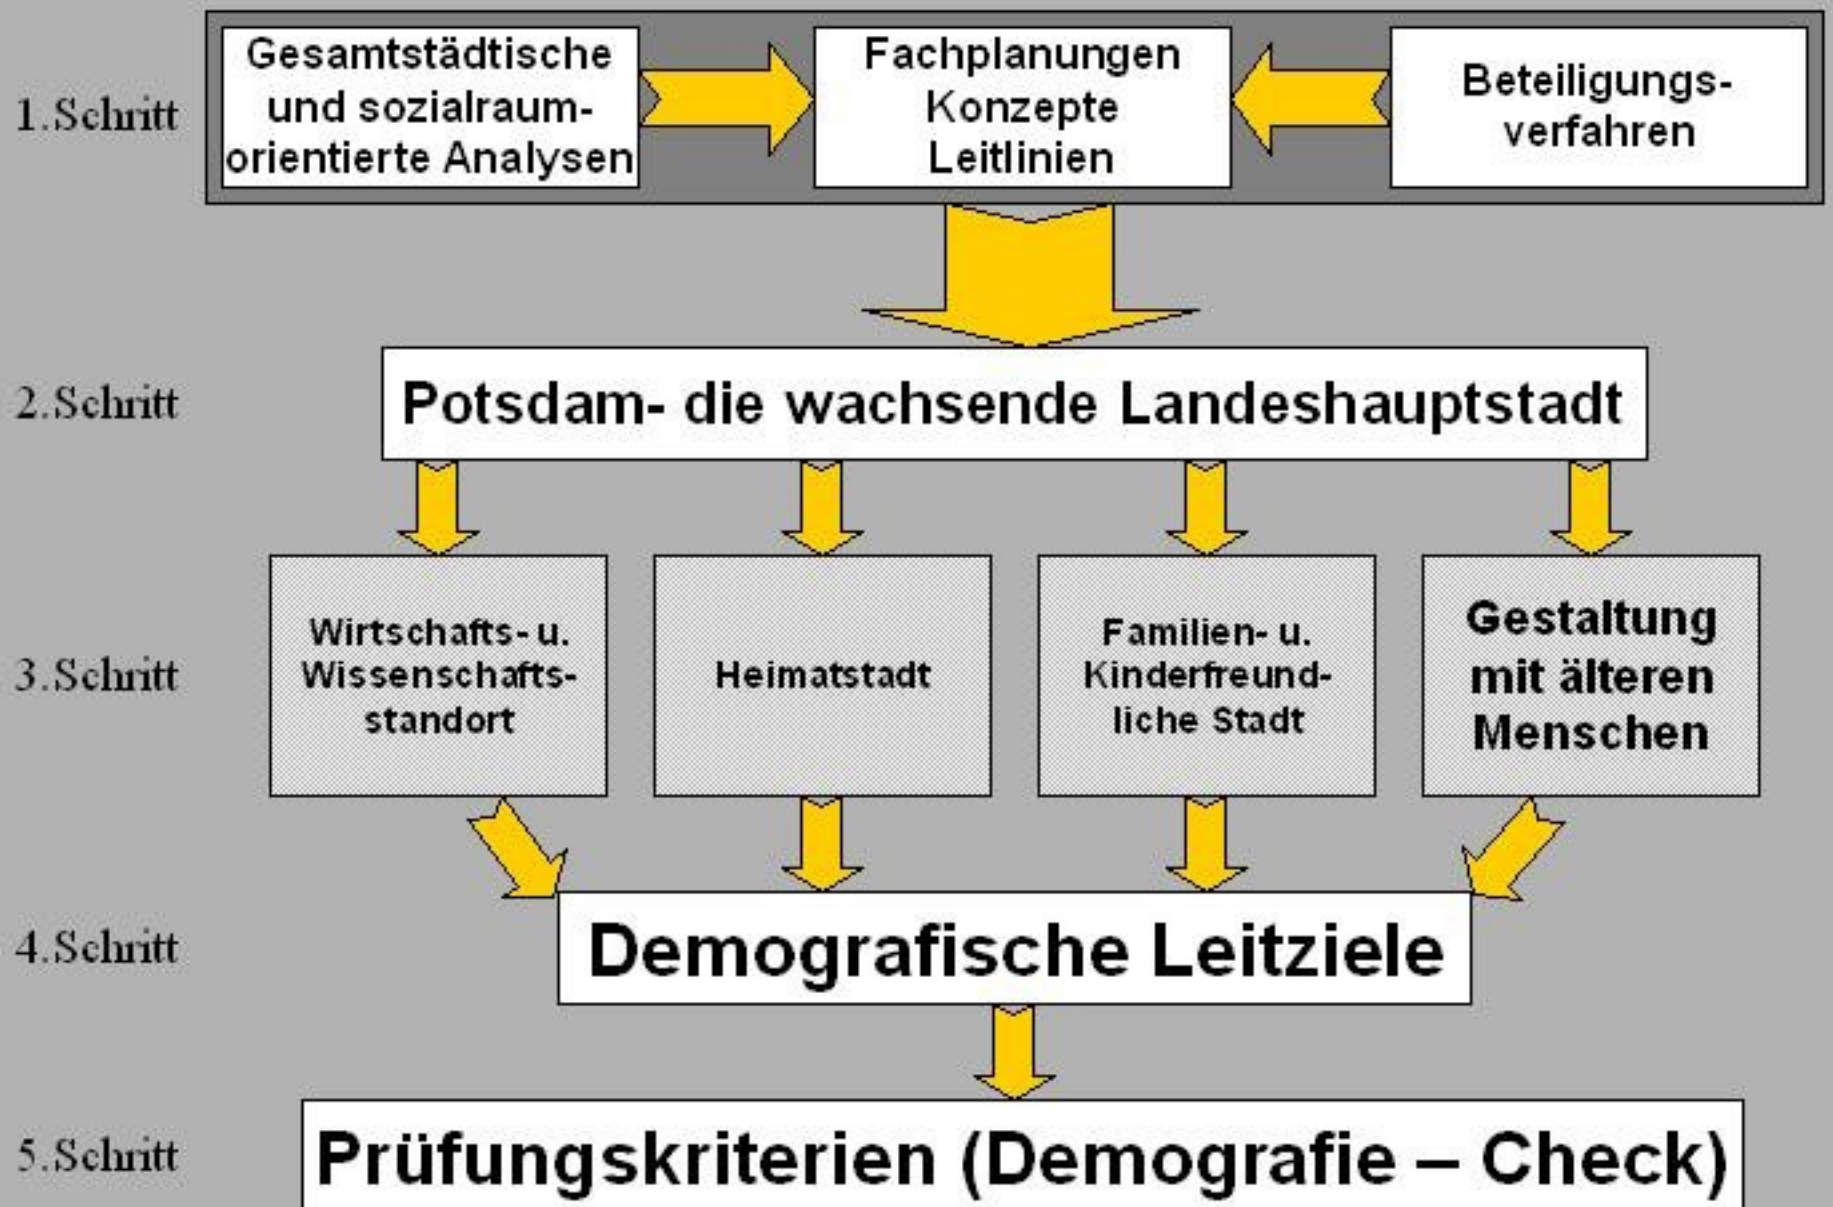 1.Schritt
Gesamtstädtische
und sozialraum-
orientierte Analysen
Fachplanungen
Konzepte
Leitlinien
Beteiligungs-
verfahren
2.Schritt
Potsdam- die wachsende Landeshauptstadt
3.Schritt
Wirtschafts- u.
Wissenschafts-
standort
Heimatstadt
Familien- u.
Kinderfreund-
liche Stadt
Gestaltung
mit älteren
Menschen
4.Schritt
Demografische Leitziele
5.Schritt
Prüfungskriterien (Demografie – Check)